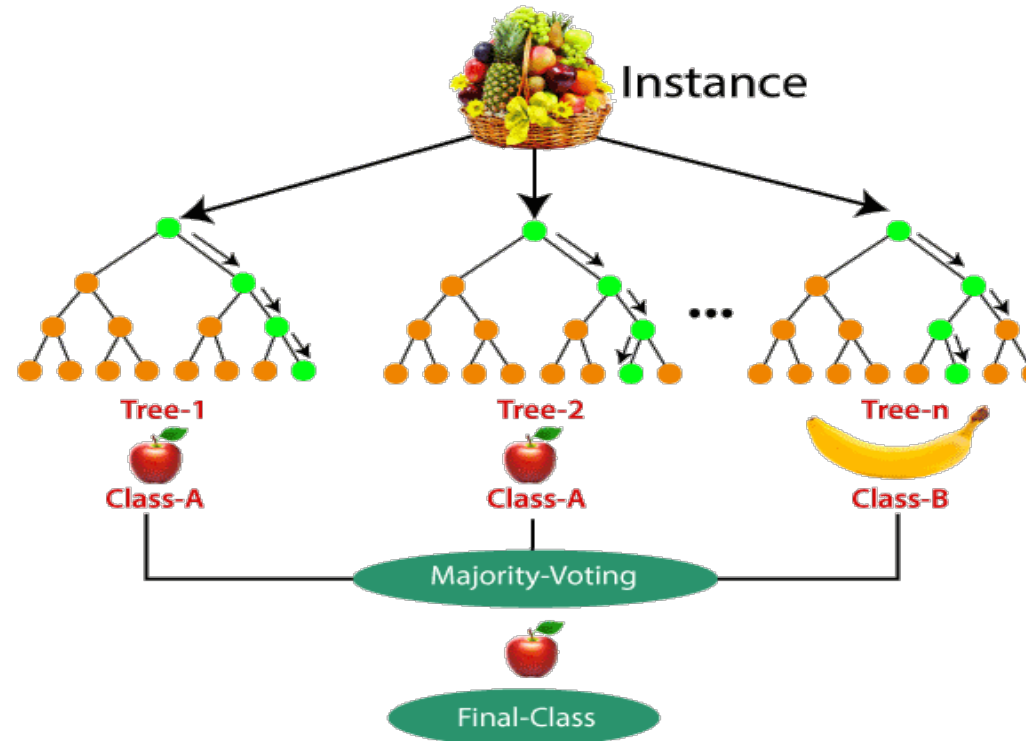 Instance
Tree-1
Tree-2
...
Tree-n
Class-A
Class-A
Class-B
Majority-Voting
Final-Class